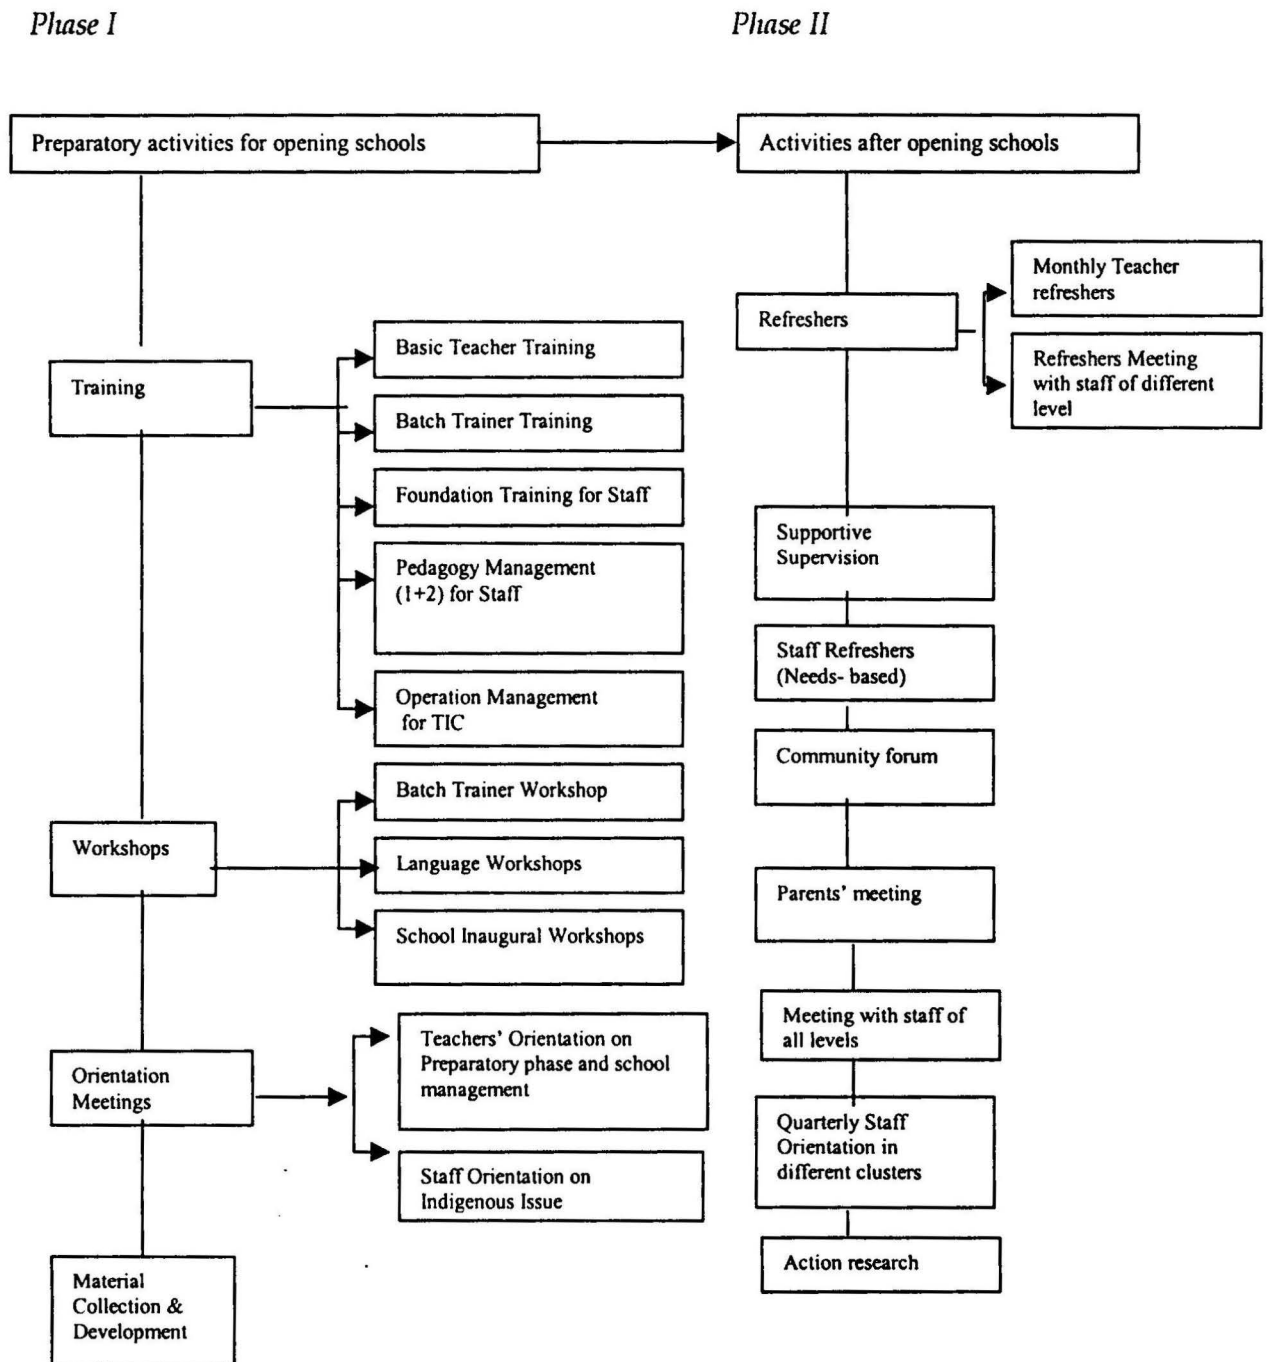 Phase I
Phase II
Preparatory activities for opening schools
Activities after opening schools
Monthly Teacher
refreshers
Refreshers
Refreshers Meeting
with staff of different
level
Training
Basic Teacher Training
Batch Trainer Training
Foundation Training for Staff
Pedagogy Management
(1+2) for Staff
Operation Management
for TIC
Supportive
Supervision
Staff Refreshers
(Needs- based)
Community forum
Workshops
Batch Trainer Workshop
Language Workshops
School Inaugural Workshops
Parents' meeting
Meeting with staff of
all levels
Orientation
Meetings
Teachers' Orientation on
Preparatory phase and school
management
Staff Orientation on
Indigenous Issue
Quarterly Staff
Orientation in
different clusters
Action research
Material
Collection &
Development